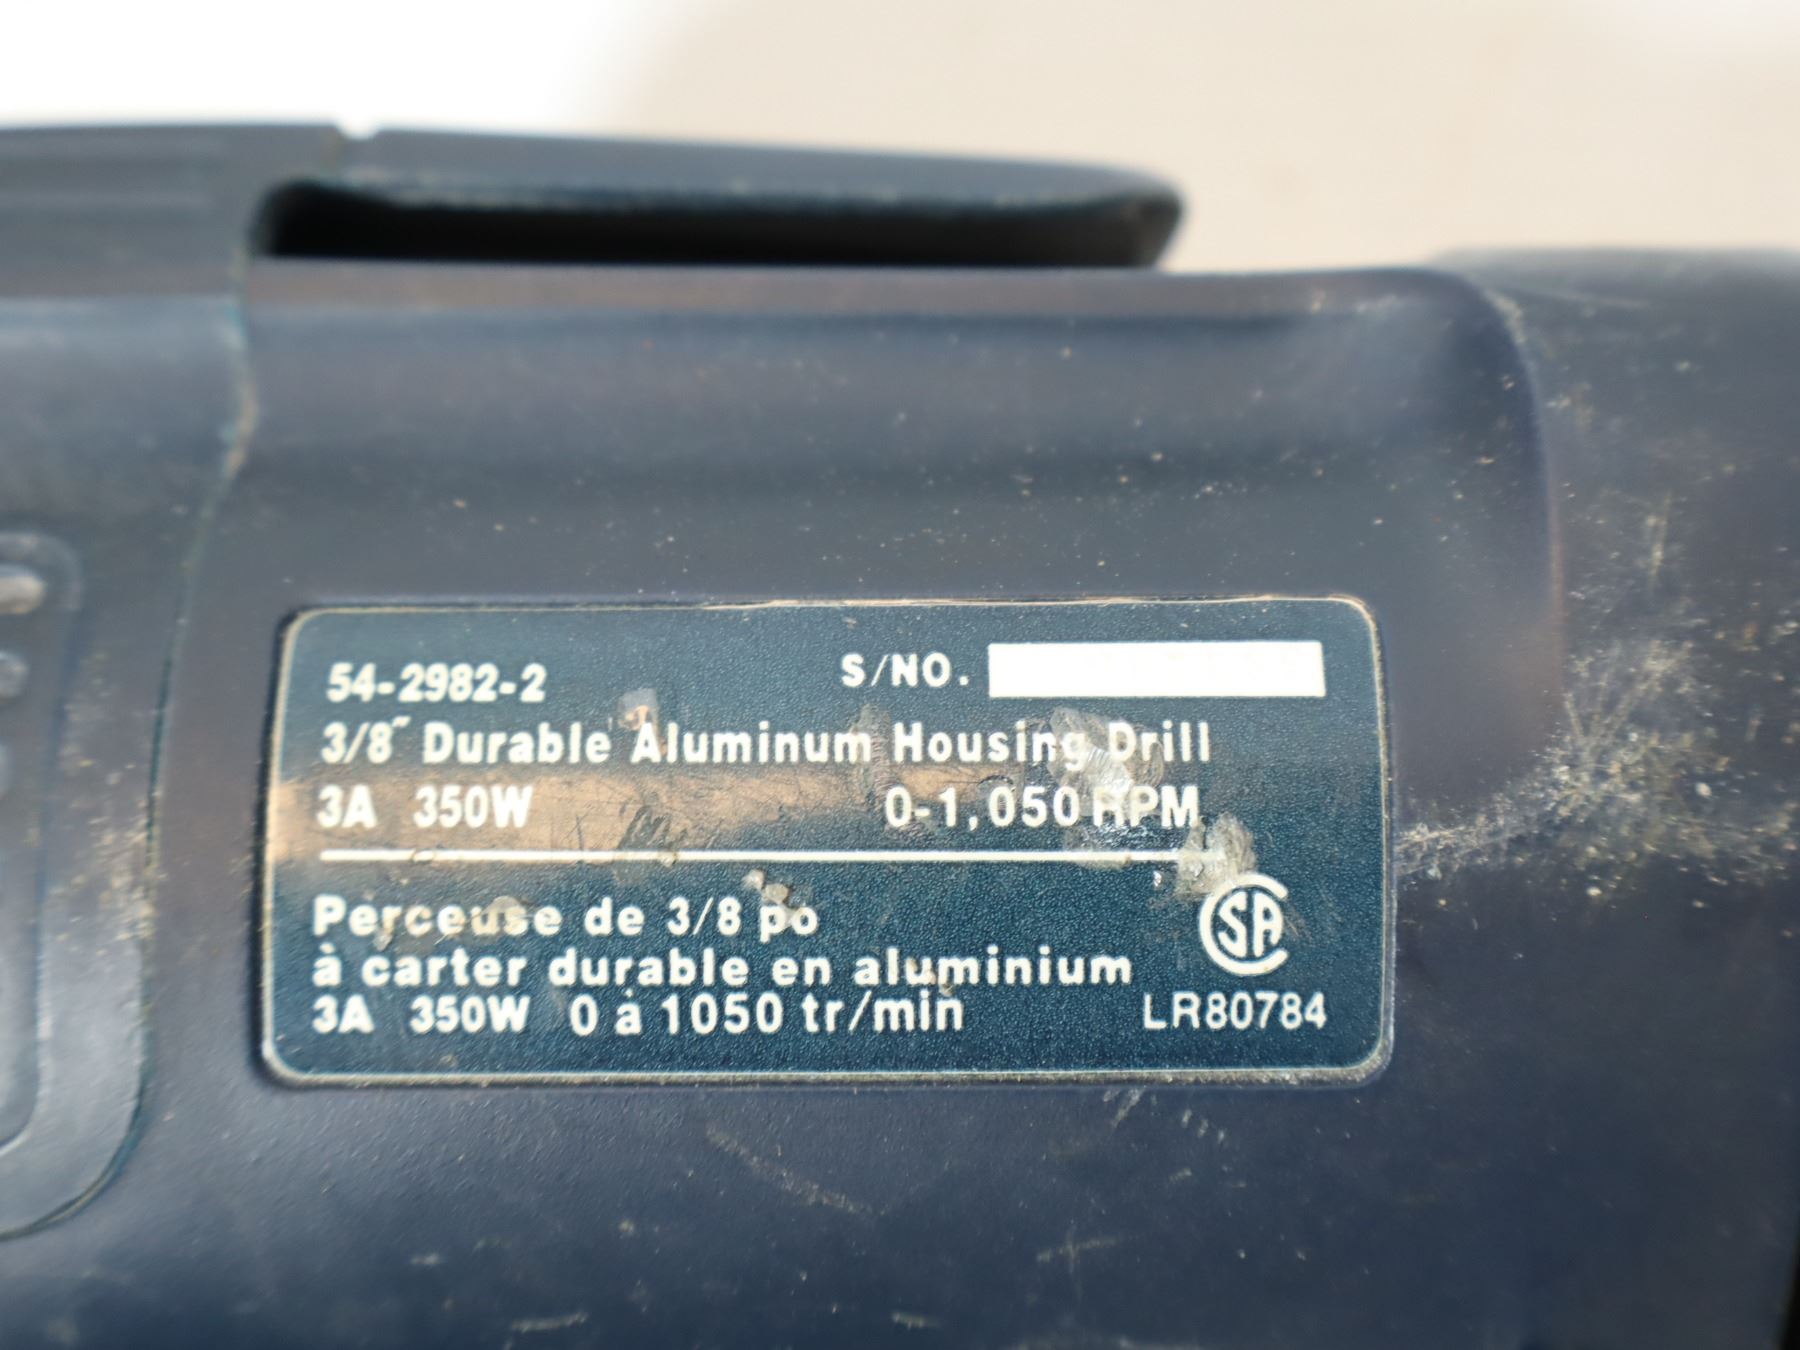 54-2982-2 S/NO.
3/8" Durable Aluminum Housing Drill
3A 350W 0-1,050 RPM
Perceuse de 3/8 po
à carter durable en aluminium
3A 350W 0 à 1050 tr/min
CSA
LR80784